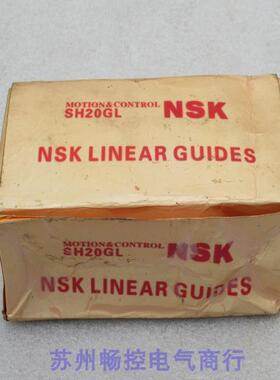 MOTION&CONTROL NSK
SH20GL
NSK LINEAR GUIDES
MOTION&CONTROL NSK
SH20GL
NSK LINEAR GUIDES
苏州畅控电气商行